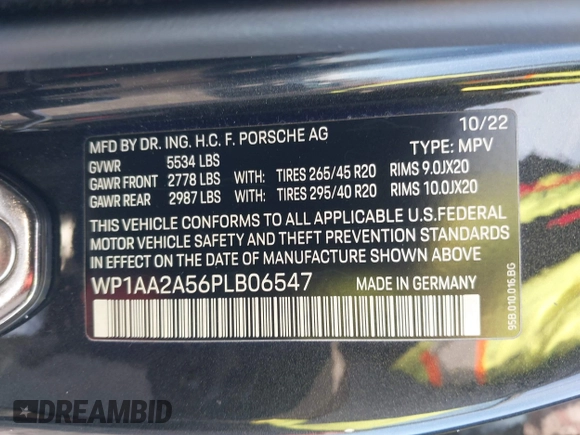 10/22
MFD BY DR. ING. H.C. F. PORSCHE AG TYPE: MPV
GVWR 5534 LBS
GAWR FRONT 2778 LBS WITH: TIRES 265/45 R20 RIMS 9.0JX20
GAWR REAR 2987 LBS WITH: TIRES 295/40 R20 RIMS 10.0JX20
THIS VEHICLE CONFORMS TO ALL APPLICABLE U.S.FEDERAL
MOTOR VEHICLE SAFETY AND THEFT PREVENTION STANDARDS
IN EFFECT ON THE DATE OF MANUFACTURE SHOWN ABOVE
WP1AA2A56PLB06547 MADE IN GERMANY
95B.010.016.BG
DREAMBID